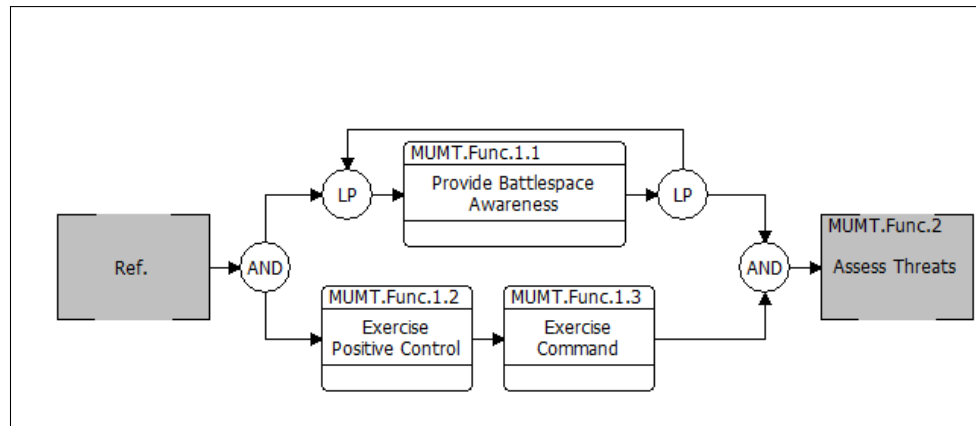 MUMT.Func.1.1
LP
Provide Battlespace
Awareness
LP
MUMT.Func.2
Ref.
AND
AND
Assess Threats
MUMT.Func.1.2
MUMT.Func.1.3
Exercise
Positive Control
Exercise
Command